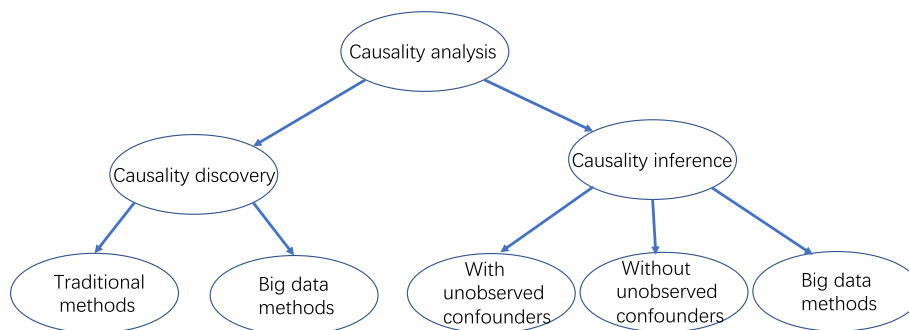 Causality analysis
Causality discovery
Causality inference
Traditional
methods
Big data
methods
With
unobserved
confounders
Without
unobserved
confounders
Big data
methods